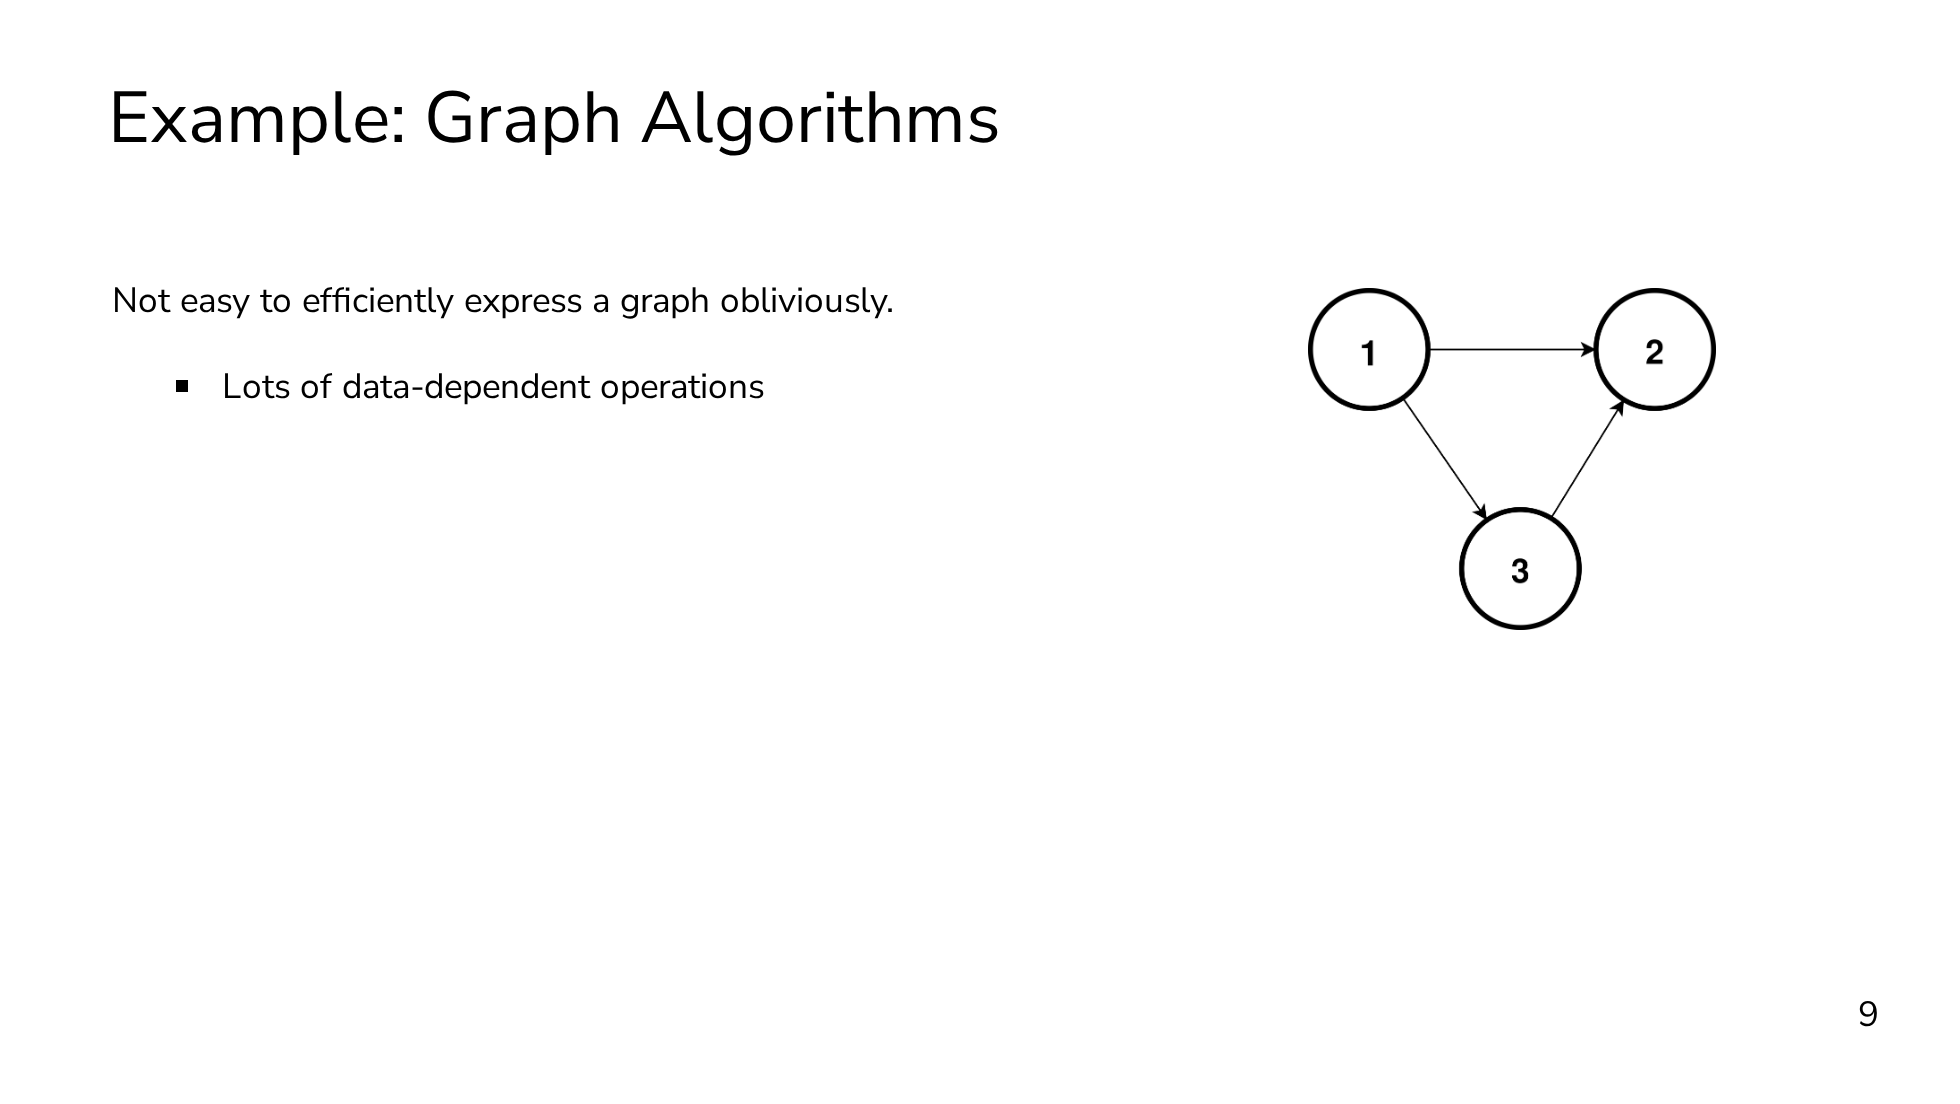 Example: Graph Algorithms
Not easy to efficiently express a graph obliviously.
▪ Lots of data-dependent operations
1
2
3
9